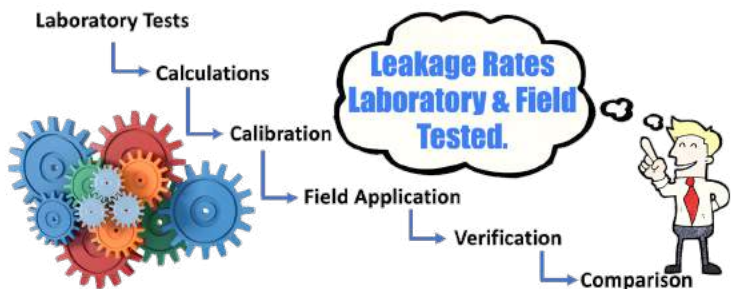 Laboratory Tests
Calculations
Calibration
Field Application
Verification
Comparison
Leakage Rates
Laboratory & Field
Tested.